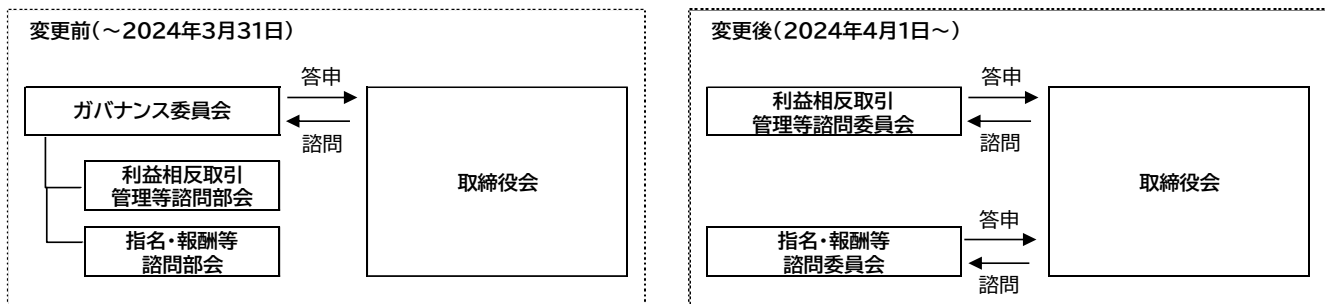 変更前(～2024年3月31日)
答申
ガバナンス委員会
諮問
利益相反取引
管理等諮問部会
指名・報酬等
諮問部会
取締役会
変更後(2024年4月1日～)
答申
利益相反取引
管理等諮問委員会
諮問
取締役会
答申
指名・報酬等
諮問委員会
諮問